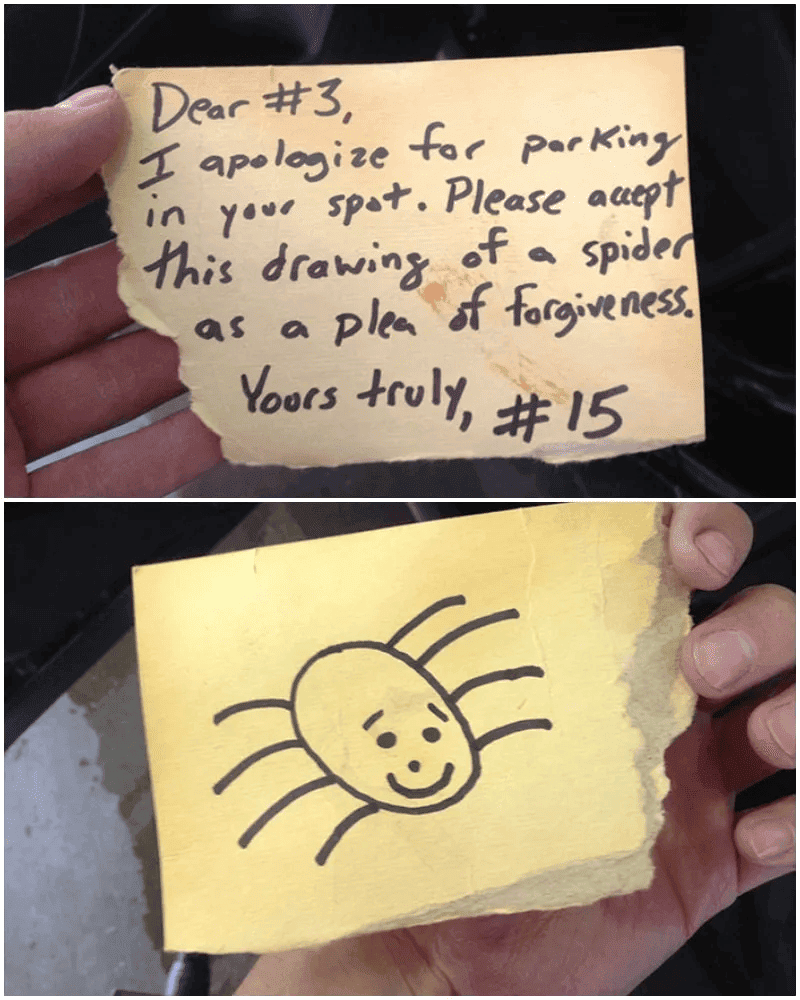 Dear #3,
I apologize for parking
in your spot. Please accept
this drawing of a spider
as a plea of forgiveness.
Yours truly, #15